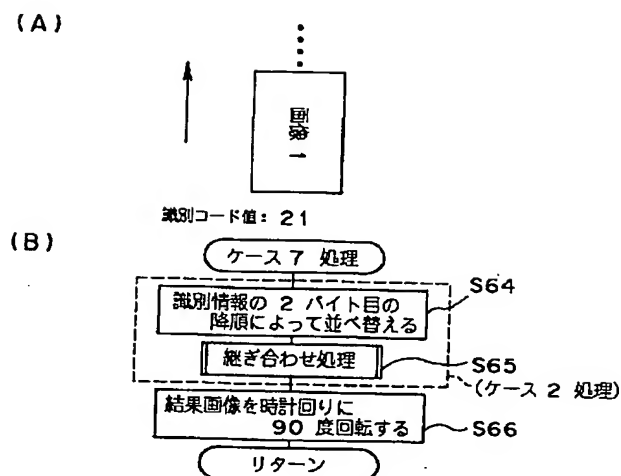 (A)
画像 1
識別コード値: 21
(B)
ケース 7 処理
識別情報の 2 バイト目の
降順によって並べ替える
S64
継ぎ合わせ処理
S65
(ケース 2 処理)
結果画像を時計回りに
90 度回転する
S66
リターン